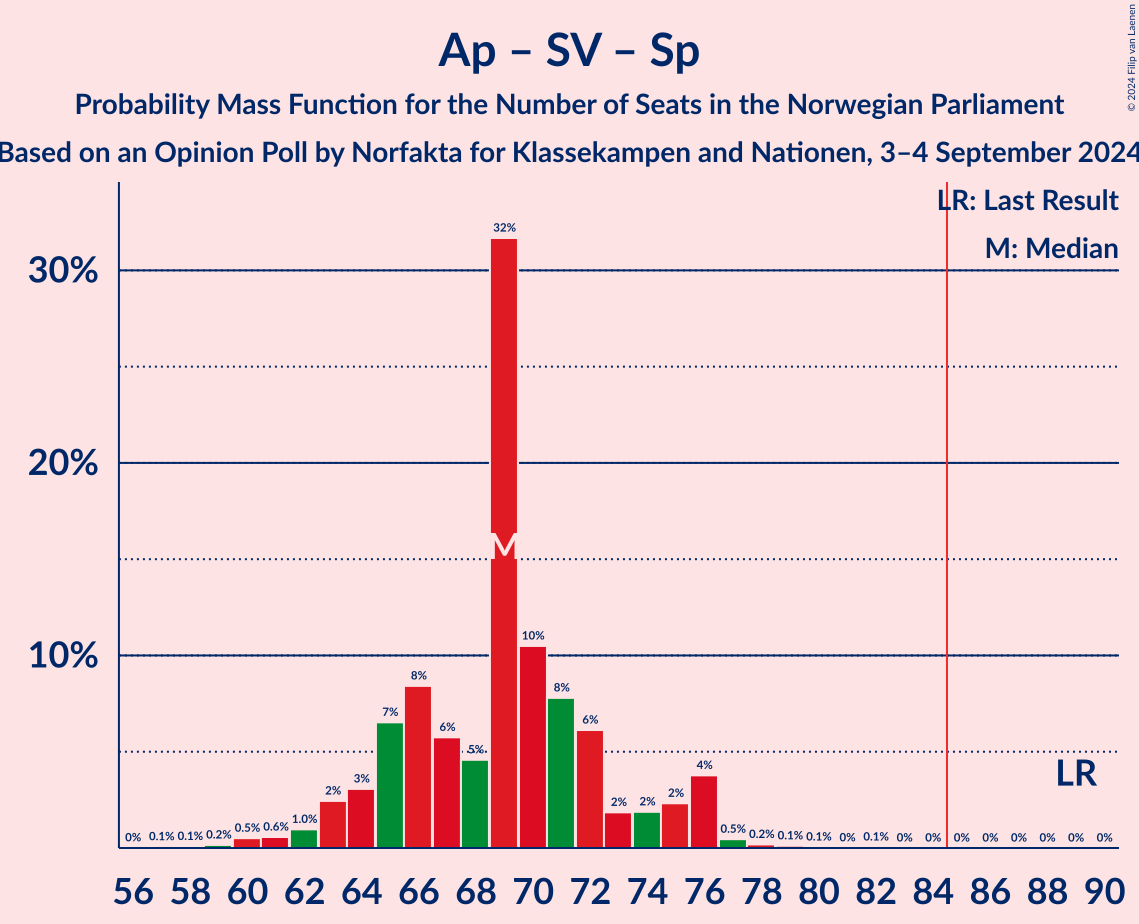 Ap – SV – Sp
Probability Mass Function for the Number of Seats in the Norwegian Parliament
Based on an Opinion Poll by Norfakta for Klassekampen and Nationen, 3–4 September 2024
© 2024 Filip van Laenen
LR: Last Result
M: Median
30%
20%
10%
0% 0.1% 0.1% 0.2% 0.5% 0.6% 1.0% 2% 3% 7% 8% 6% 5% 32% 10% 8% 6% 2% 2% 2% 4% 0.5% 0.2% 0.1% 0.1% 0% 0.1% 0% 0% 0% 0% 0% 0% 0% 0%
M
LR
56 58 60 62 64 66 68 70 72 74 76 78 80 82 84 86 88 90